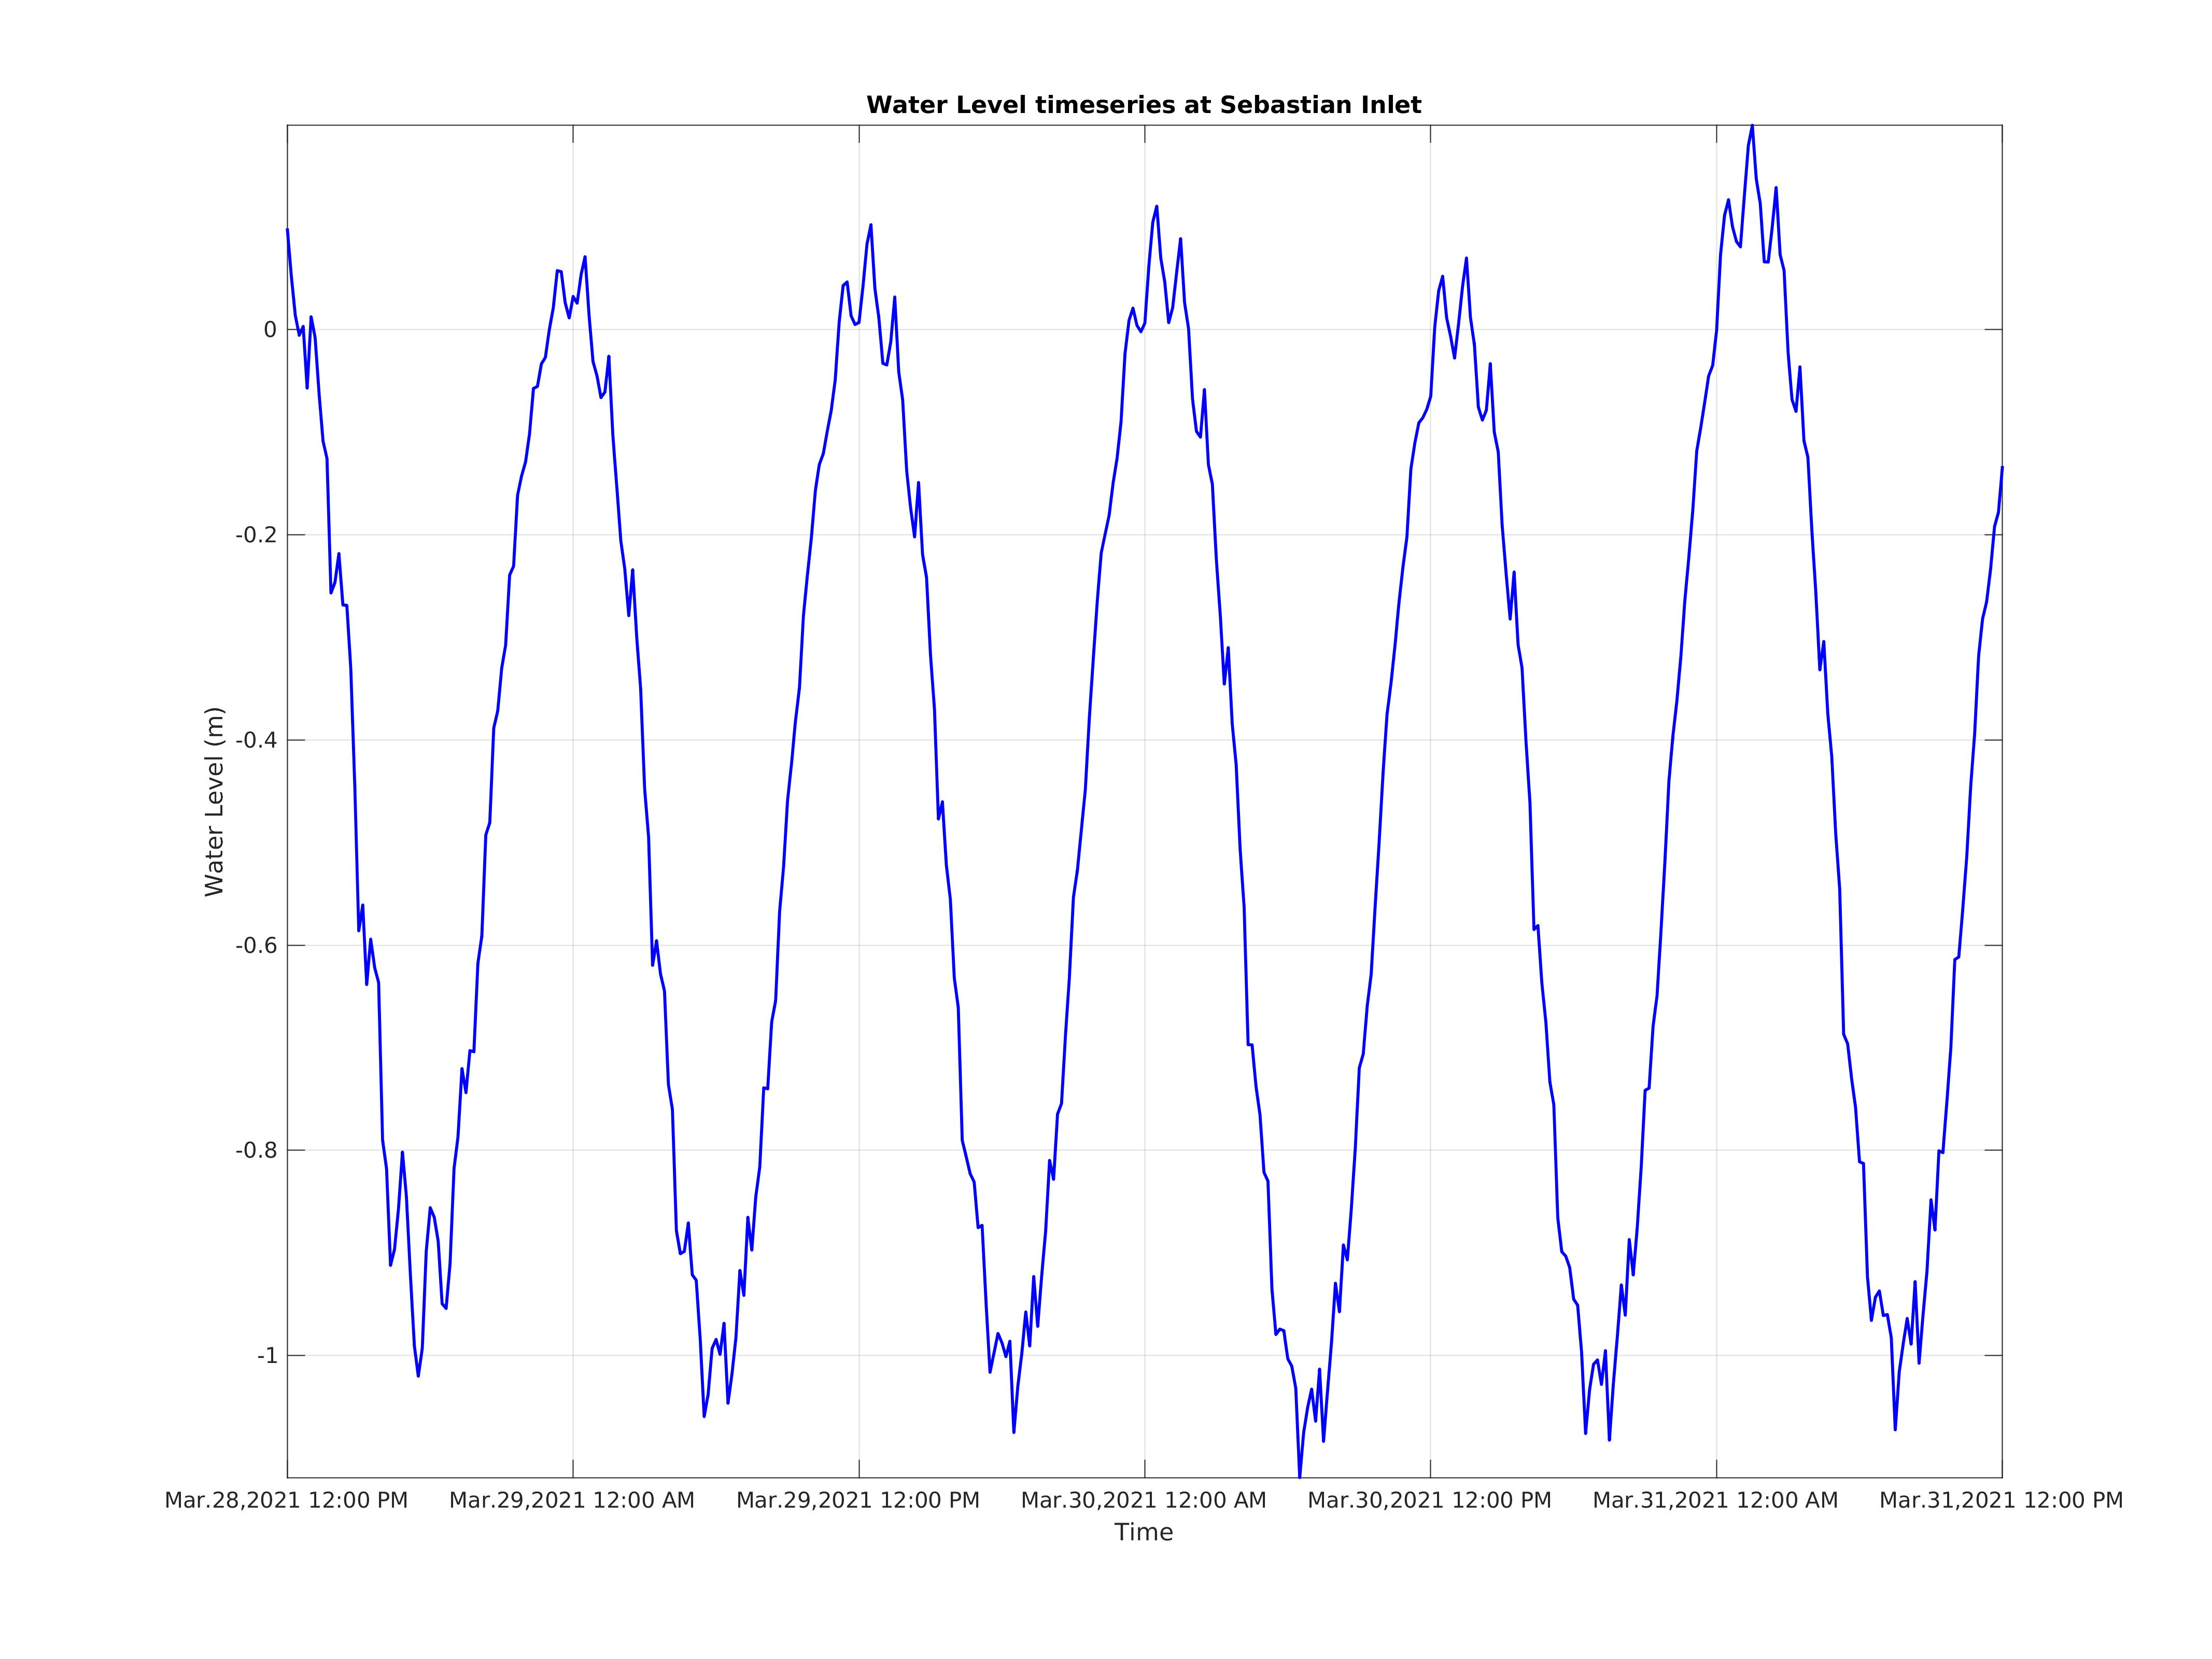 Water Level timeseries at Sebastian Inlet
0
-0.2
-0.4
-0.6
-0.8
-1
Water Level (m)
Mar.28,2021 12:00 PM Mar.29,2021 12:00 AM Mar.29,2021 12:00 PM Mar.30,2021 12:00 AM Mar.30,2021 12:00 PM Mar.31,2021 12:00 AM Mar.31,2021 12:00 PM
Time